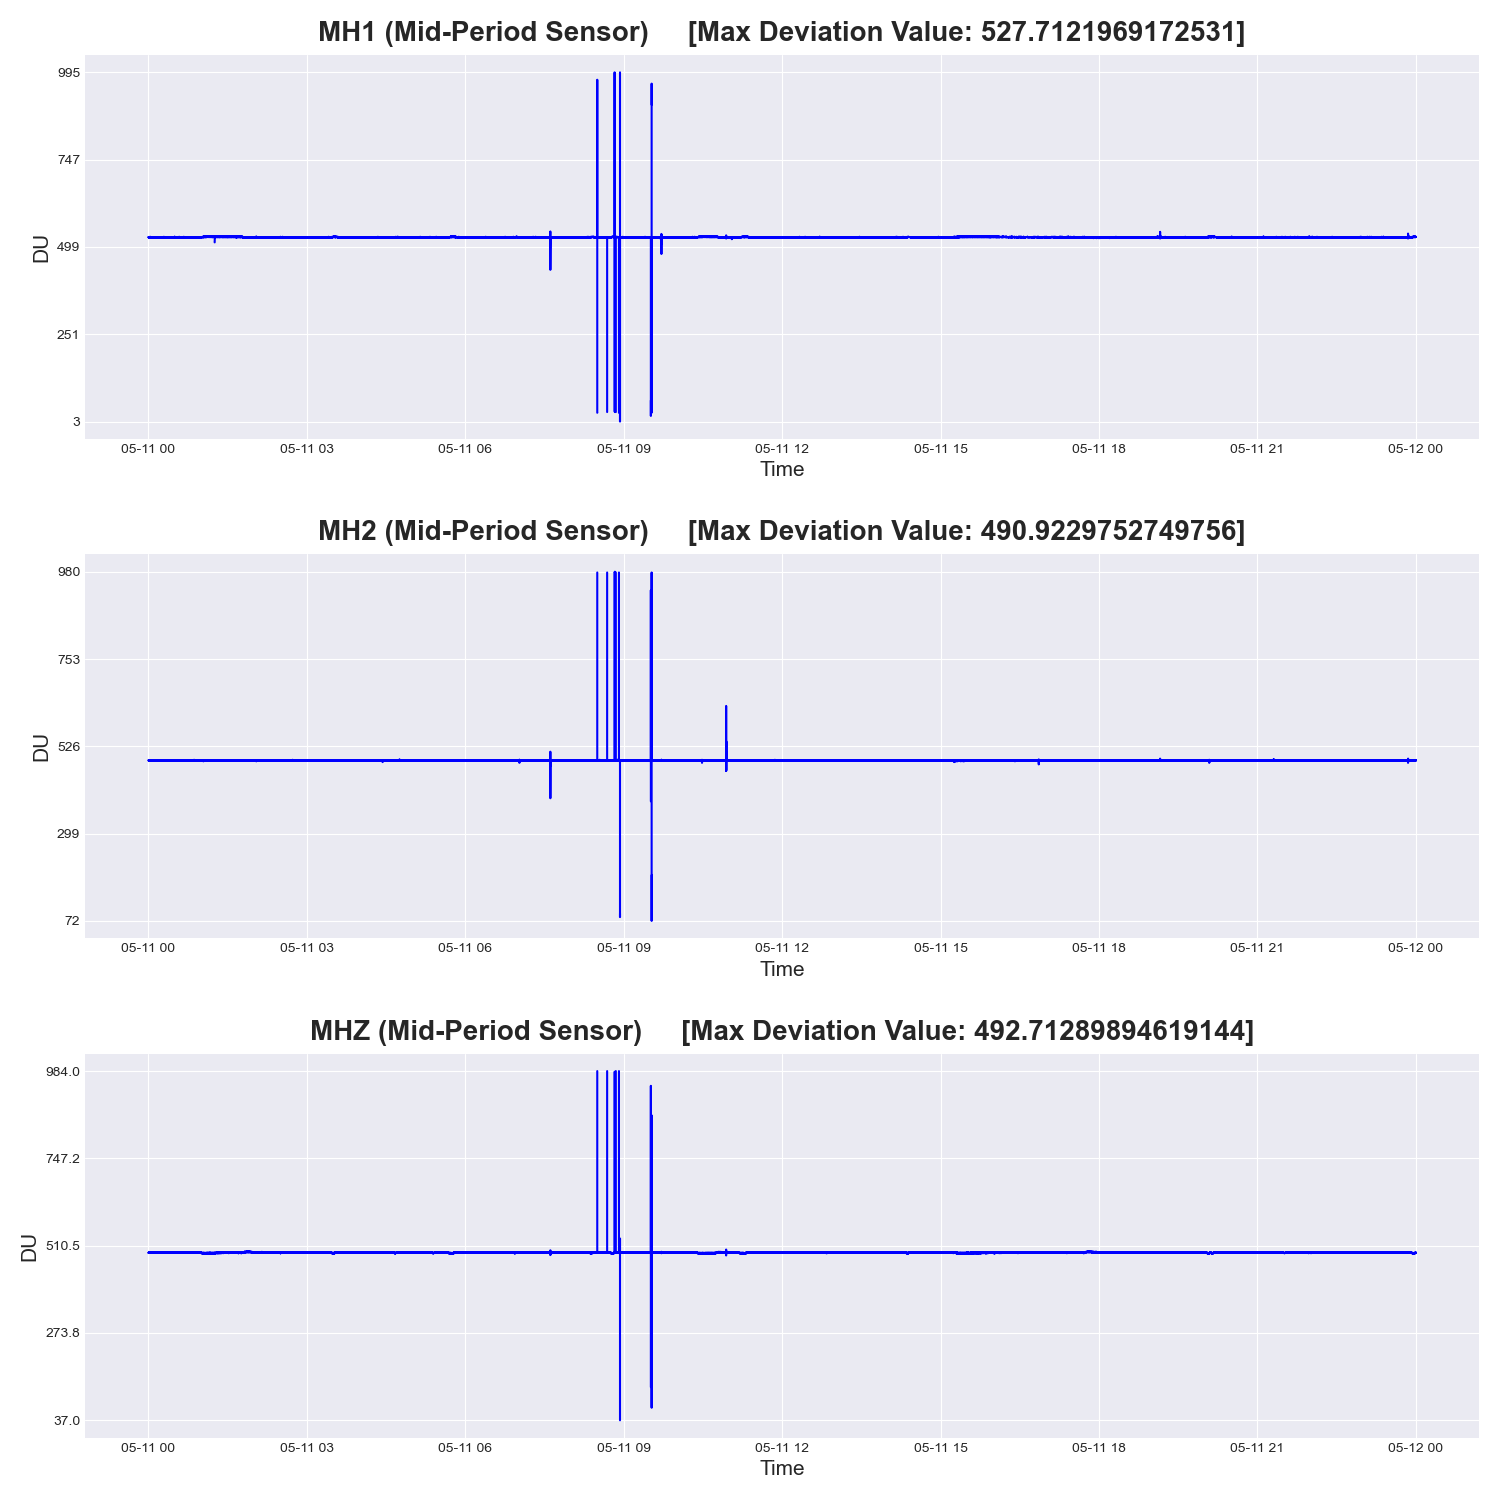 MH1 (Mid-Period Sensor) [Max Deviation Value: 527.7121969172531]
995
747
499
251
3
DU
05-11 00 05-11 03 05-11 06 05-11 09 05-11 12 05-11 15 05-11 18 05-11 21 05-12 00
Time
MH2 (Mid-Period Sensor) [Max Deviation Value: 490.9229752749756]
980
753
526
299
72
DU
05-11 00 05-11 03 05-11 06 05-11 09 05-11 12 05-11 15 05-11 18 05-11 21 05-12 00
Time
MHZ (Mid-Period Sensor) [Max Deviation Value: 492.71289894619144]
984.0
747.2
510.5
273.8
37.0
DU
05-11 00 05-11 03 05-11 06 05-11 09 05-11 12 05-11 15 05-11 18 05-11 21 05-12 00
Time